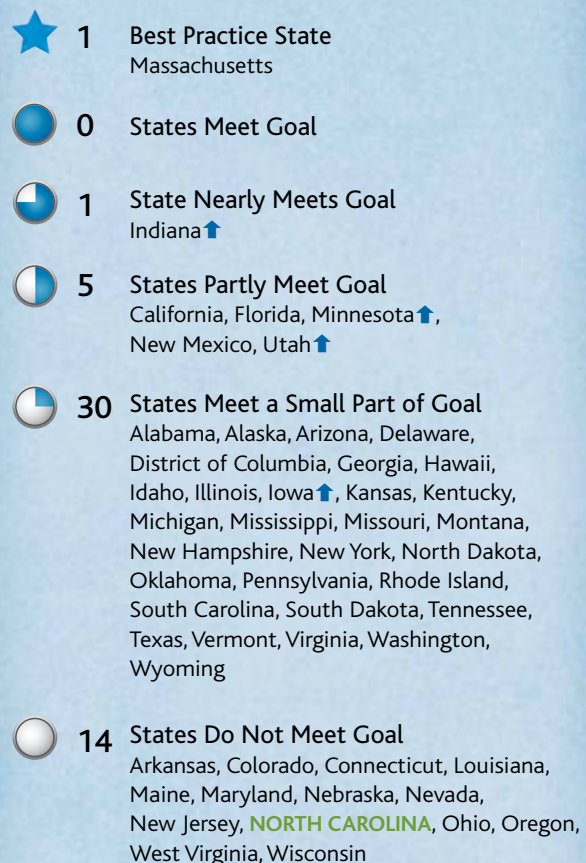 1 Best Practice State
Massachusetts
0 States Meet Goal
1 State Nearly Meets Goal
Indiana⬆
5 States Partly Meet Goal
California, Florida, Minnesota⬆,
New Mexico, Utah⬆
30 States Meet a Small Part of Goal
Alabama, Alaska, Arizona, Delaware,
District of Columbia, Georgia, Hawaii,
Idaho, Illinois, Iowa⬆, Kansas, Kentucky,
Michigan, Mississippi, Missouri, Montana,
New Hampshire, New York, North Dakota,
Oklahoma, Pennsylvania, Rhode Island,
South Carolina, South Dakota, Tennessee,
Texas, Vermont, Virginia, Washington,
Wyoming
14 States Do Not Meet Goal
Arkansas, Colorado, Connecticut, Louisiana,
Maine, Maryland, Nebraska, Nevada,
New Jersey, NORTH CAROLINA, Ohio, Oregon,
West Virginia, Wisconsin